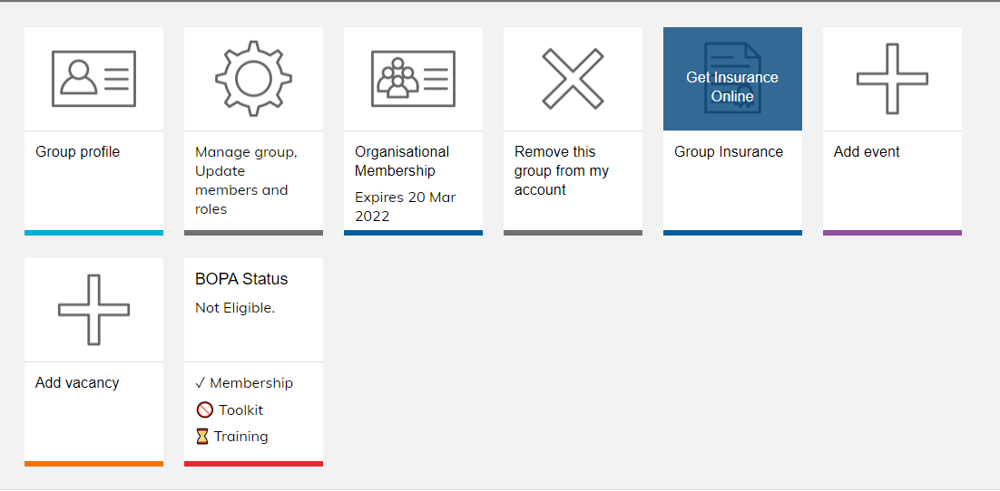 Group profile
Manage group,
Update
members and
roles
Organisational
Membership
Expires 20 Mar
2022
Remove this
group from my
account
Get Insurance
Online
Group Insurance
Add event
Add vacancy
BOPA Status
Not Eligible.
✓ Membership
🚫 Toolkit
⏳ Training